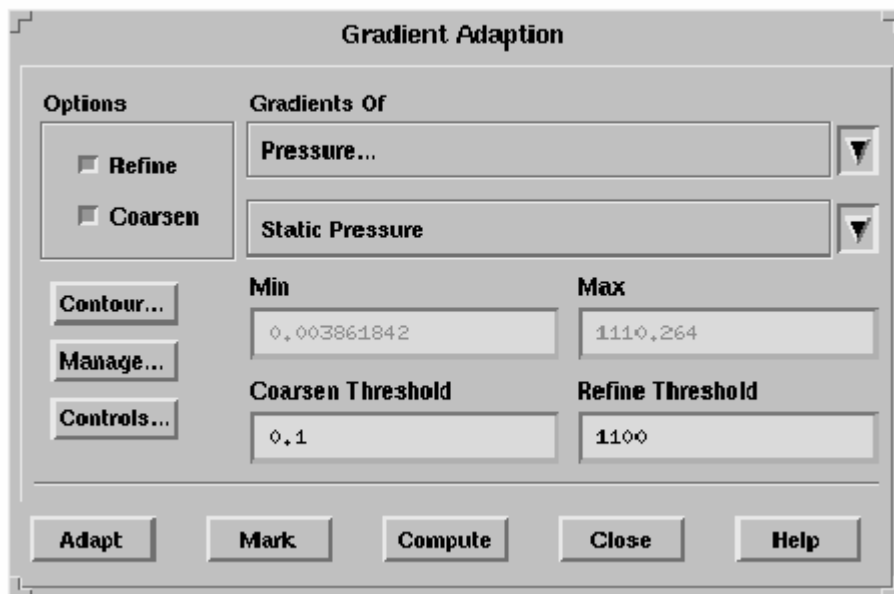 Gradient Adaption
Options
Gradients Of
Refine
Coarsen
Pressure...
Static Pressure
Contour...
Manage...
Controls...
Min
Max
0.003861842
1110.264
Coarsen Threshold
Refine Threshold
0.1
1100
Adapt
Mark
Compute
Close
Help